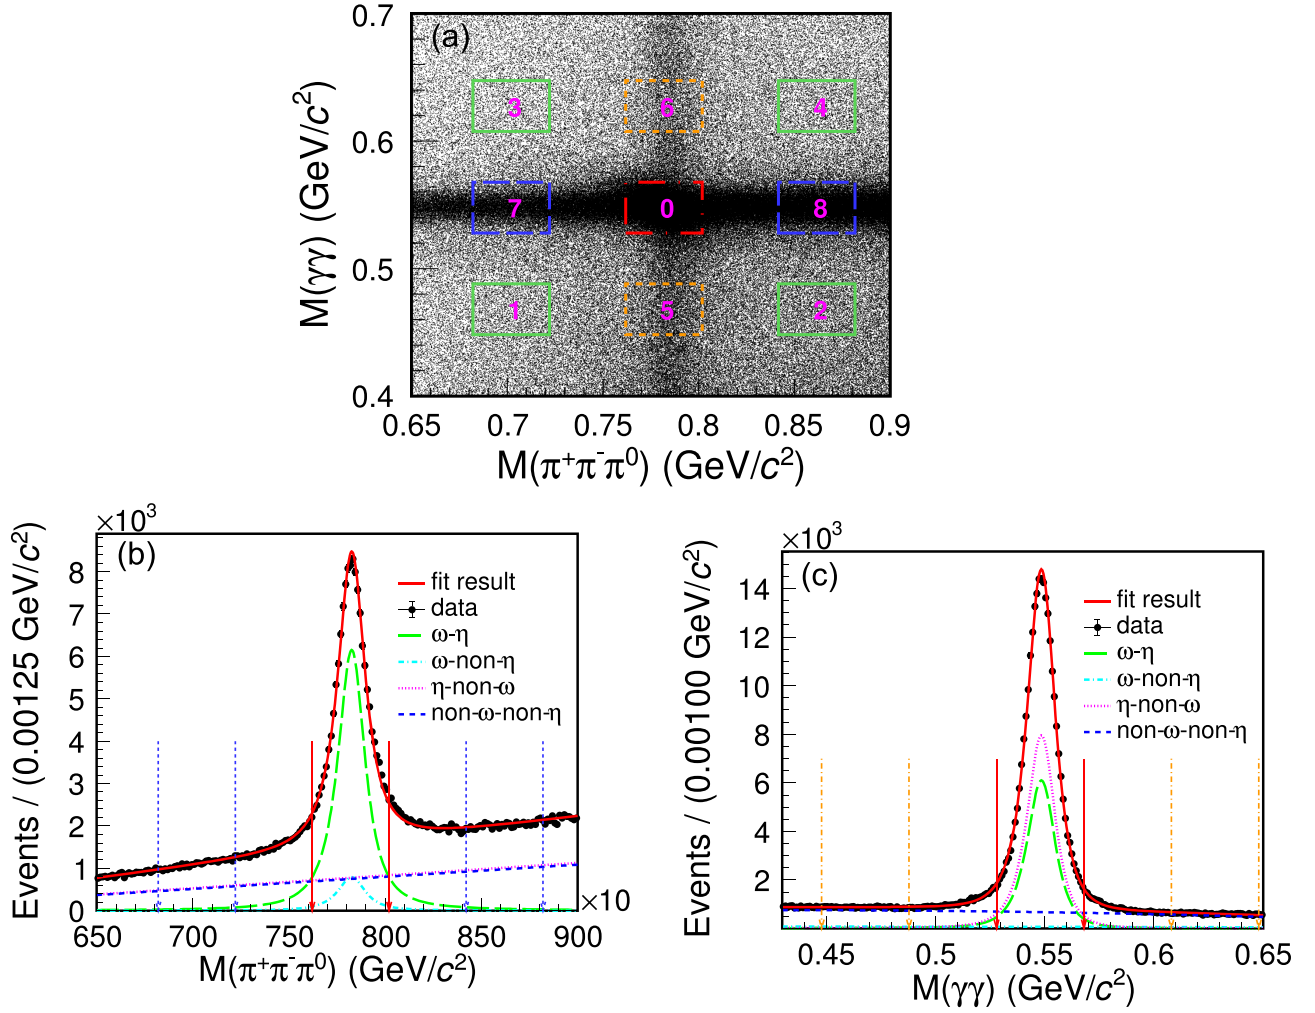 (a)
0.7
0.6
0.5
0.4
M(γγ) (GeV/c²)
3 6 4
7 0 8
1 5 2
0.65 0.7 0.75 0.8 0.85 0.9
M(π⁺π⁻π⁰) (GeV/c²)
×10³
(b)
8
7
6
5
4
3
2
1
0
Events / (0.00125 GeV/c²)
fit result
data
ω-η
ω-non-η
η-non-ω
non-ω-non-η
650 700 750 800 850 900
×10
M(π⁺π⁻π⁰) (GeV/c²)
×10³
(c)
14
12
10
8
6
4
2
Events / (0.00100 GeV/c²)
fit result
data
ω-η
ω-non-η
η-non-ω
non-ω-non-η
0.45 0.5 0.55 0.6 0.65
M(γγ) (GeV/c²)